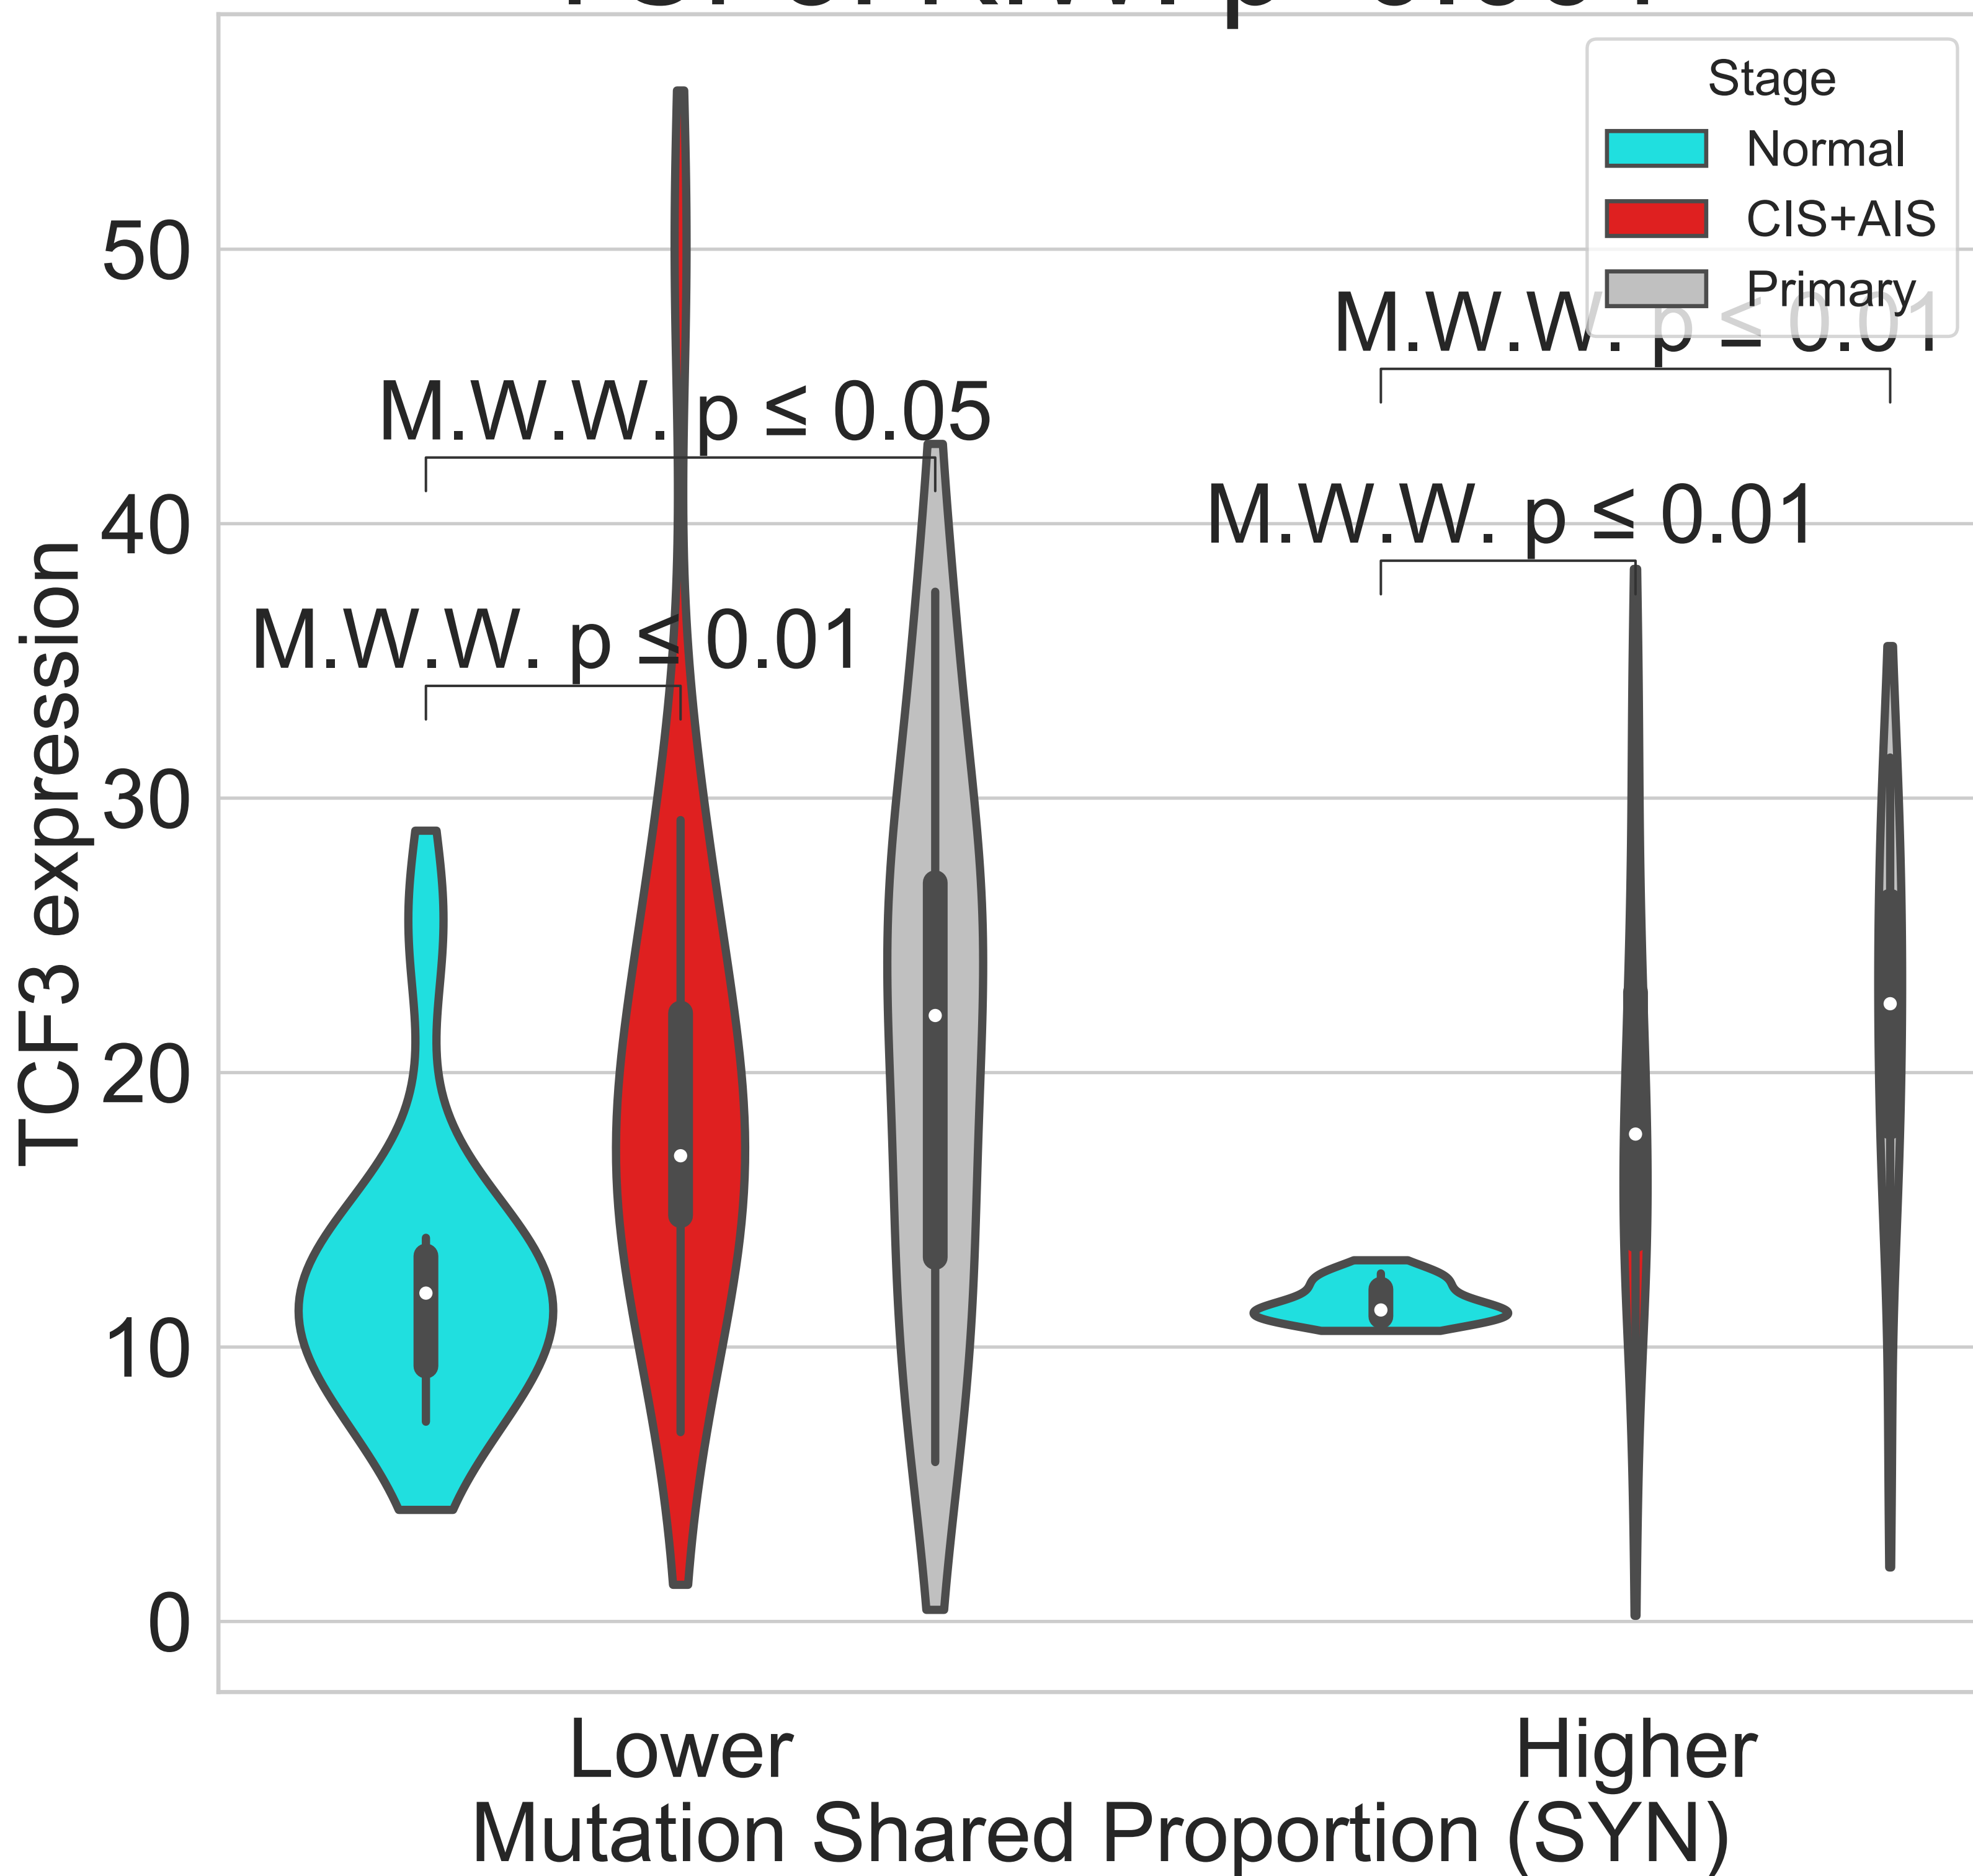 Stage
Normal
CIS+AIS
Primary
M.W.W. p ≤ 0.01
M.W.W. p ≤ 0.05
M.W.W. p ≤ 0.01
M.W.W. p ≤ 0.01
50
40
30
20
10
0
TCF3 expression
Lower
Higher
Mutation Shared Proportion (SYN)